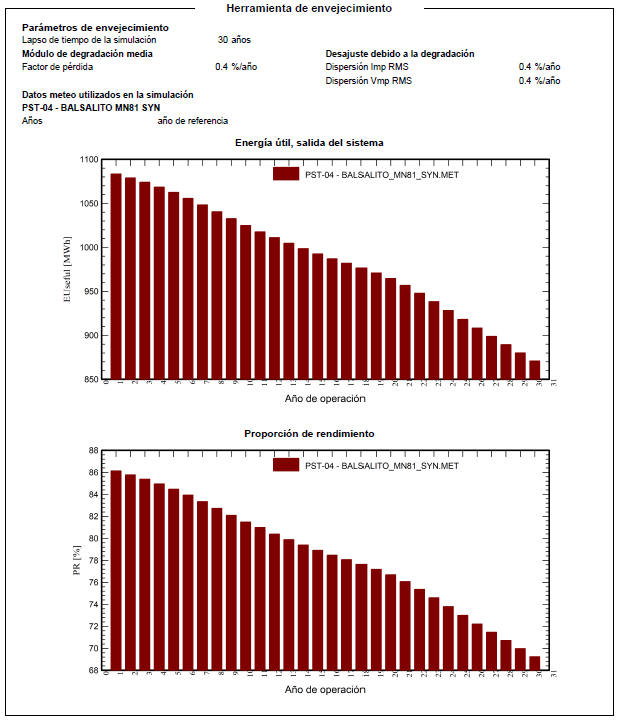 Herramienta de envejecimiento
Parámetros de envejecimiento
Lapso de tiempo de la simulación 30 años
Módulo de degradación media Desajuste debido a la degradación
Factor de pérdida 0.4 %/año Dispersión Imp RMS 0.4 %/año
Dispersión Vmp RMS 0.4 %/año
Datos meteo utilizados en la simulación
PST-04 - BALSALITO MN81 SYN
Años año de referencia
Energía útil, salida del sistema
PST-04 - BALSALITO_MN81_SYN.MET
EUseful [MWh]
1100
1050
1000
950
900
850
0 1 2 3 4 5 6 7 8 9 10 11 12 13 14 15 16 17 18 19 20 21 22 23 24 25 26 27 28 29 30 31
Año de operación
Proporción de rendimiento
PST-04 - BALSALITO_MN81_SYN.MET
PR [%]
88
86
84
82
80
78
76
74
72
70
68
0 1 2 3 4 5 6 7 8 9 10 11 12 13 14 15 16 17 18 19 20 21 22 23 24 25 26 27 28 29 30 31
Año de operación